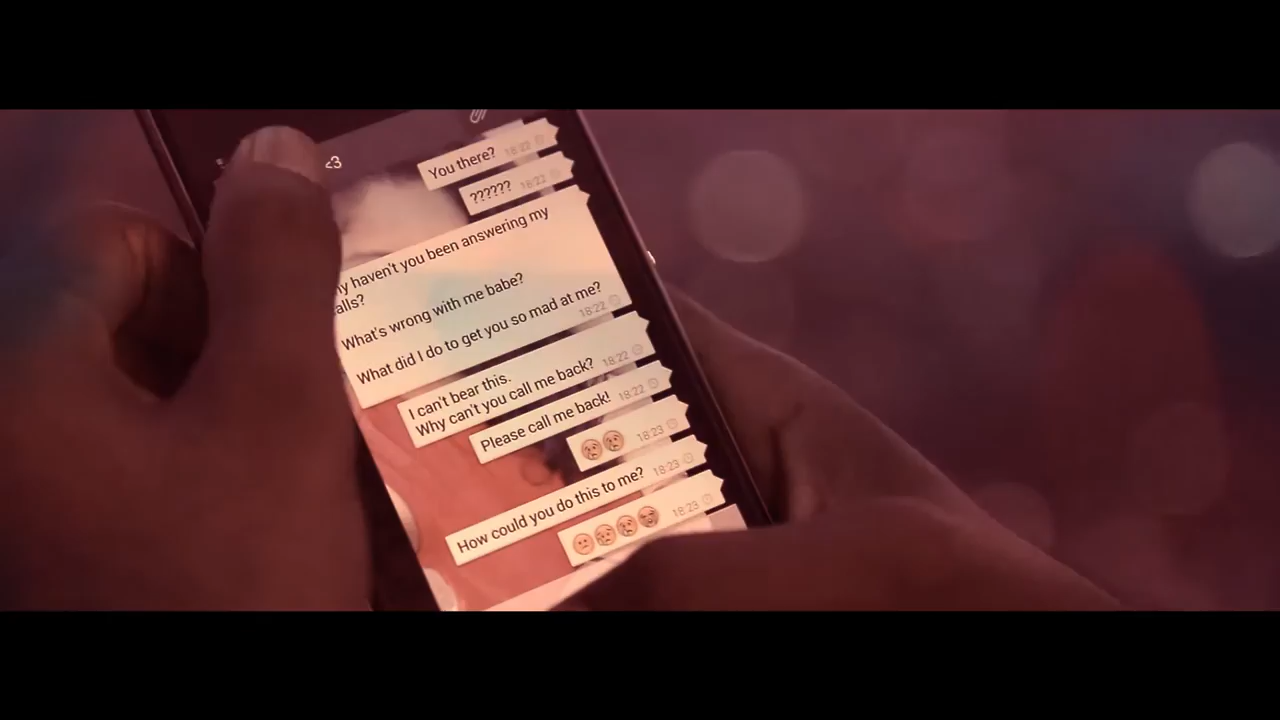 <3
You there? 18:22
?????? 18:22
haven't you been answering my
What's wrong with me babe?
What did I do to get you so mad at me?
18:22
I can't bear this.
Why can't you call me back? 18:22
Please call me back! 18:22
18:23
How could you do this to me? 18:23
18:23